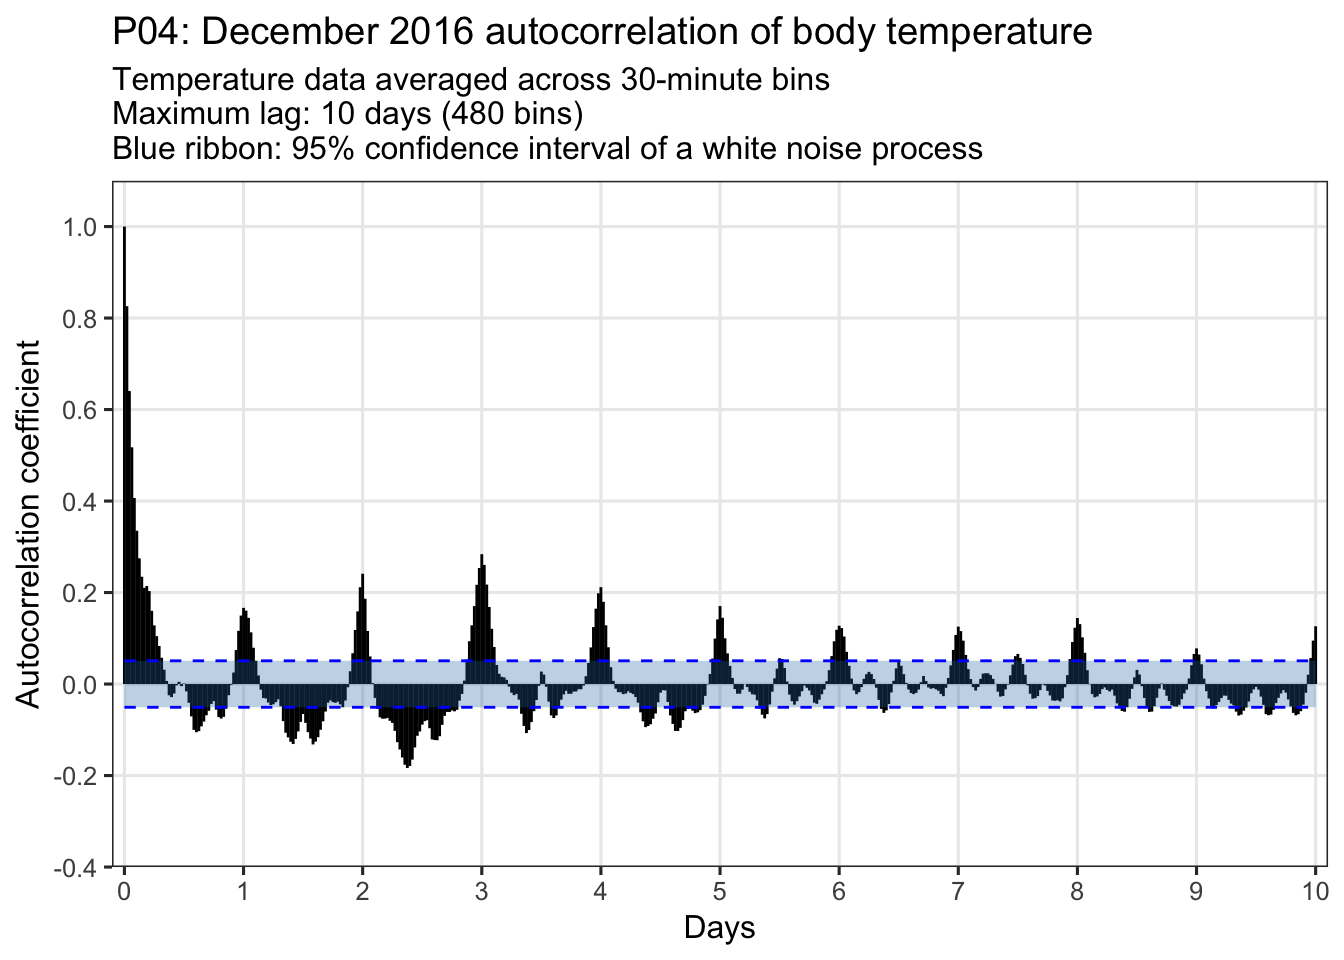 P04: December 2016 autocorrelation of body temperature
Temperature data averaged across 30-minute bins
Maximum lag: 10 days (480 bins)
Blue ribbon: 95% confidence interval of a white noise process
Autocorrelation coefficient
1.0
0.8
0.6
0.4
0.2
0.0
-0.2
-0.4
0 1 2 3 4 5 6 7 8 9 10
Days